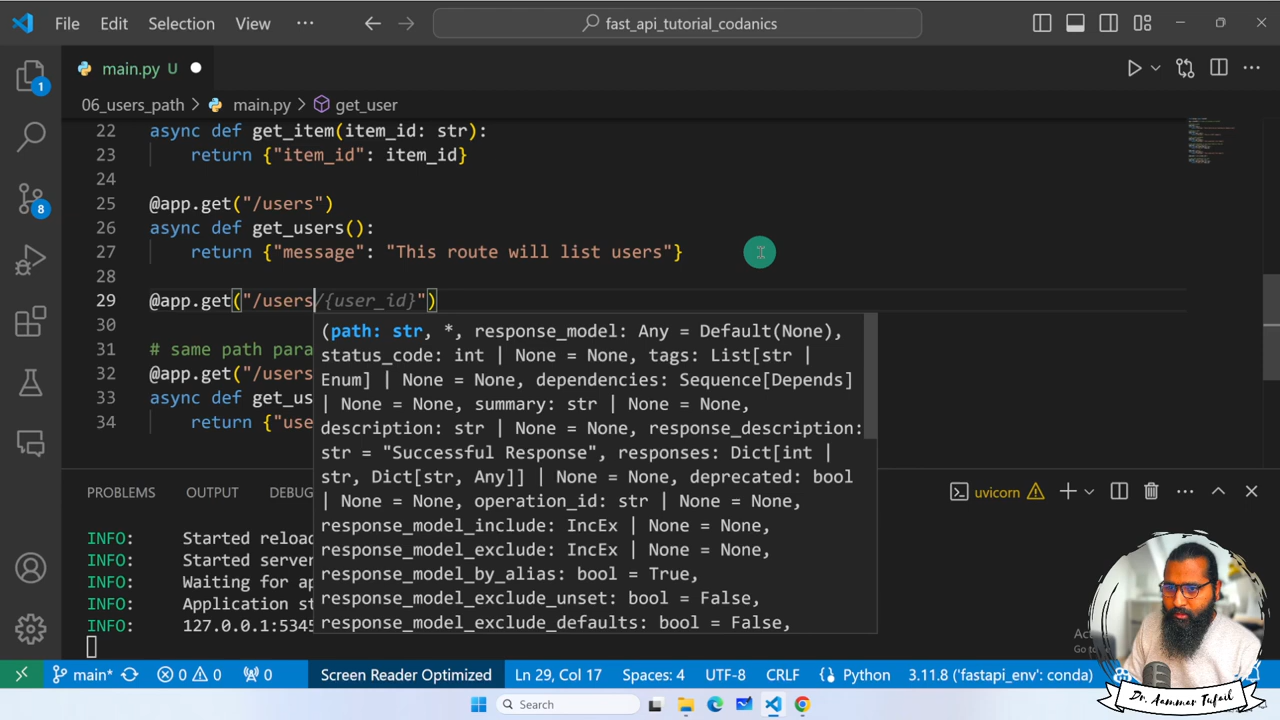 File Edit Selection View ··· fast_api_tutorial_codanics
main.py U
06_users_path > main.py > get_user
22 async def get_item(item_id: str):
23 return {"item_id": item_id}
24
25 @app.get("/users")
26 async def get_users():
27 return {"message": "This route will list users"}
28
29 @app.get("/users/{user_id}")
30
31 # same path para
32 @app.get("/users
33 async def get_us
34 return {"use
(path: str, *, response_model: Any = Default(None),
status_code: int | None = None, tags: List[str |
Enum] | None = None, dependencies: Sequence[Depends]
| None = None, summary: str | None = None,
description: str | None = None, response_description:
str = "Successful Response", responses: Dict[int |
str, Dict[str, Any]] | None = None, deprecated: bool
| None = None, operation_id: str | None = None,
response_model_include: IncEx | None = None,
response_model_exclude: IncEx | None = None,
response_model_by_alias: bool = True,
response_model_exclude_unset: bool = False,
response_model_exclude_defaults: bool = False,
1
8
PROBLEMS OUTPUT DEBUG uvicorn
INFO: Started reload
INFO: Started server
INFO: Waiting for ap
INFO: Application st
INFO: 127.0.0.1:5345
main* 0 0 0 Screen Reader Optimized Ln 29, Col 17 Spaces: 4 UTF-8 CRLF Python 3.11.8 ('fastapi_env': conda)
Search
Dr. Aammar Tufail